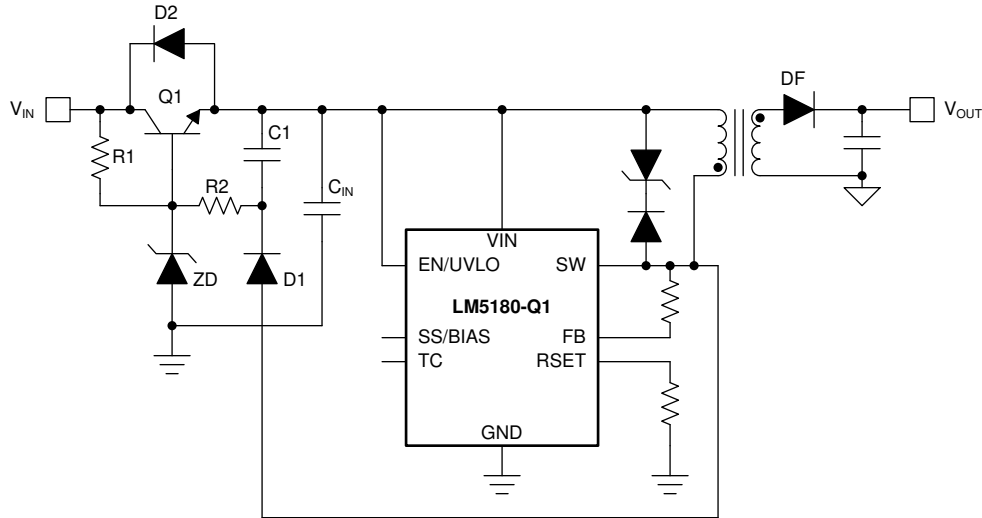 D2
Q1
V_IN
R1
C1
R2
C_IN
ZD
D1
DF
V_OUT
VIN
EN/UVLO
SW
LM5180-Q1
SS/BIAS
FB
TC
RSET
GND